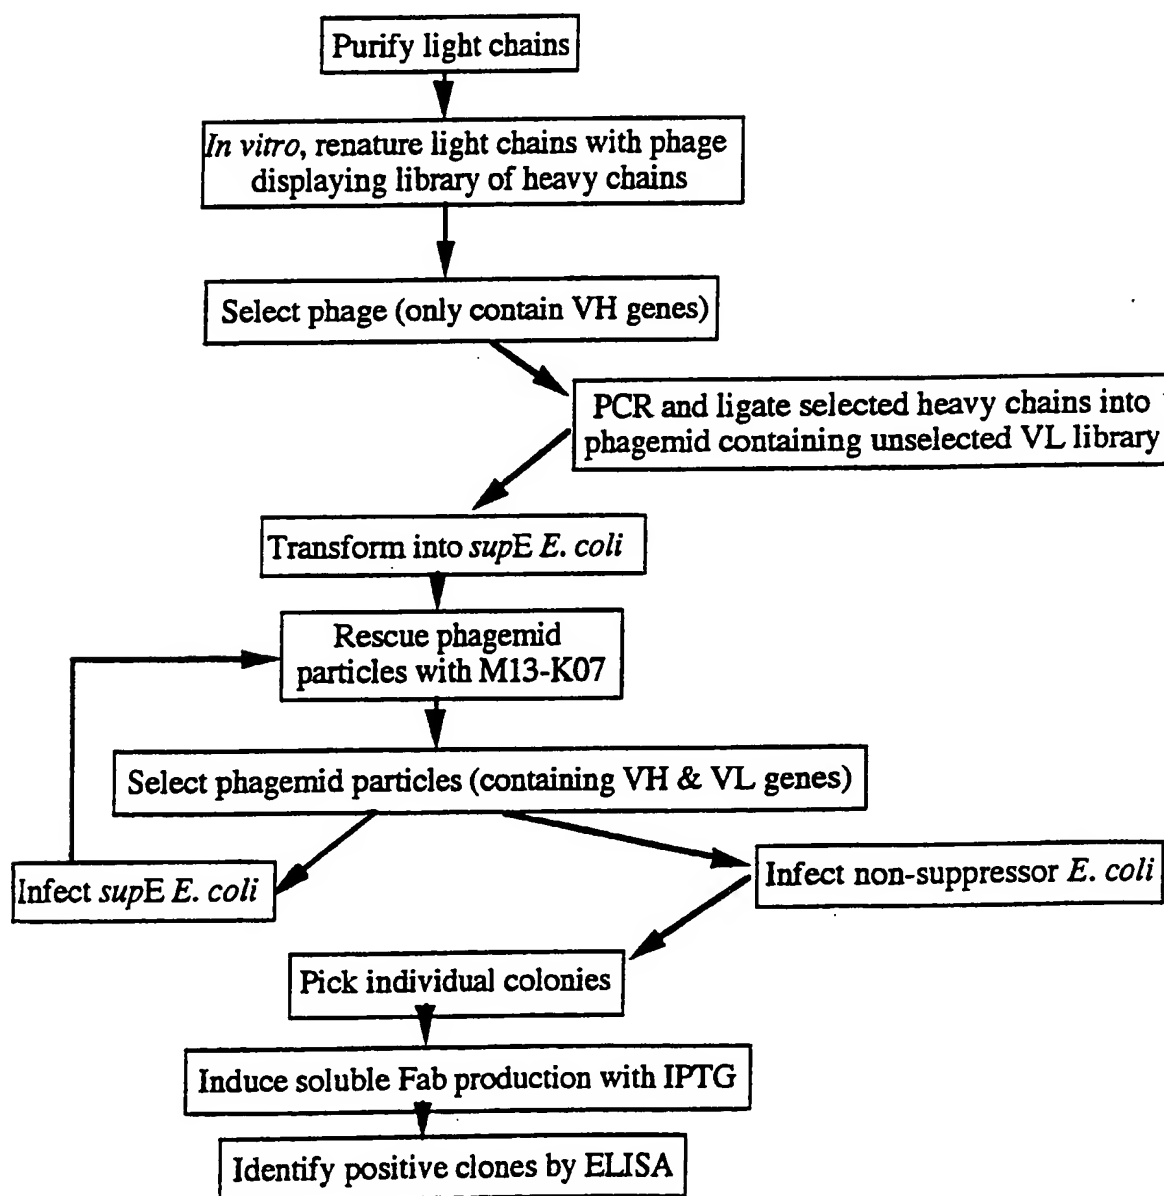 Purify light chains
In vitro, renature light chains with phage
displaying library of heavy chains
Select phage (only contain VH genes)
PCR and ligate selected heavy chains into
phagemid containing unselected VL library
Transform into supE E. coli
Rescue phagemid
particles with M13-K07
Select phagemid particles (containing VH & VL genes)
Infect supE E. coli
Infect non-suppressor E. coli
Pick individual colonies
Induce soluble Fab production with IPTG
Identify positive clones by ELISA